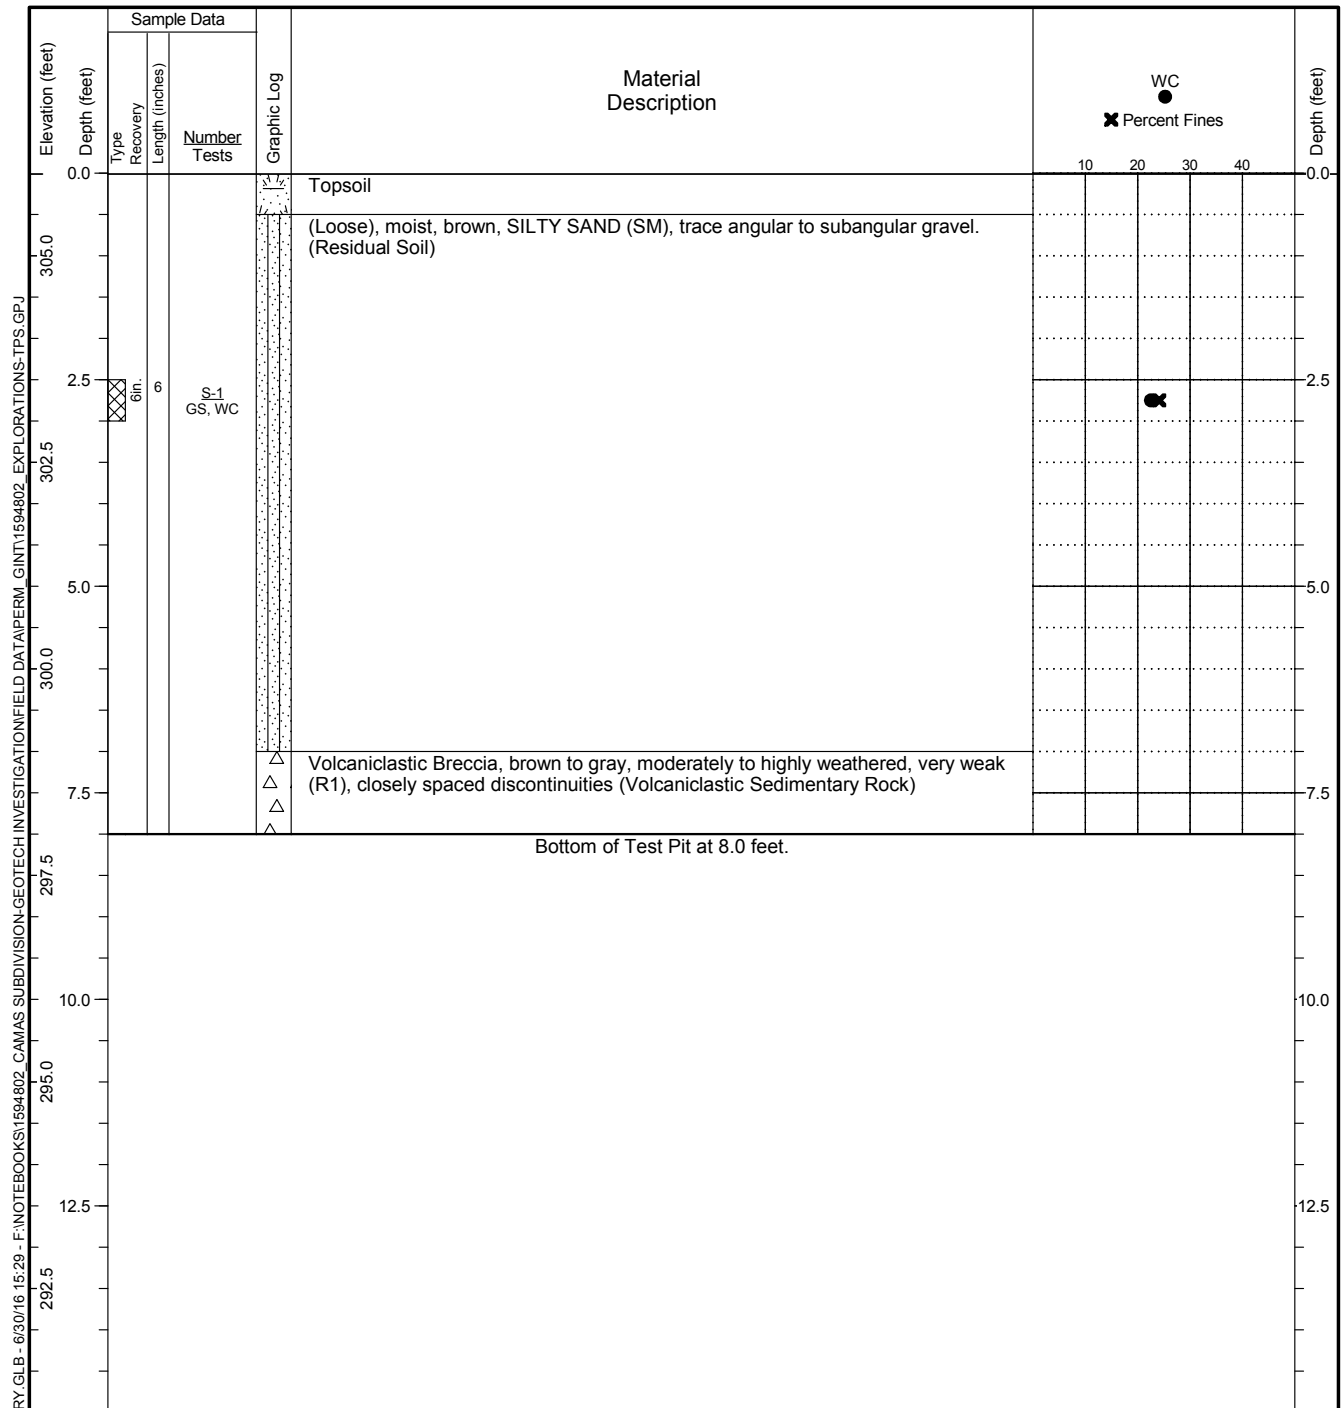 Sample Data
Elevation (feet)
Depth (feet)
Type
Recovery
Length (inches)
Number
Tests
Graphic Log
Material
Description
WC
Percent Fines
Depth (feet)
10 20 30 40
0.0
0.0
Topsoil
(Loose), moist, brown, SILTY SAND (SM), trace angular to subangular gravel.
(Residual Soil)
305.0
2.5
6in.
6
S-1
GS, WC
2.5
302.5
5.0
5.0
300.0
Volcaniclastic Breccia, brown to gray, moderately to highly weathered, very weak
(R1), closely spaced discontinuities (Volcaniclastic Sedimentary Rock)
7.5
7.5
Bottom of Test Pit at 8.0 feet.
297.5
10.0
10.0
295.0
12.5
12.5
292.5
RY.GLB - 6/30/16 15:29 - F:\NOTEBOOKS\1594802_CAMAS SUBDIVISION-GEOTECH INVESTIGATION\FIELD DATA\PERM_GINT\1594802_EXPLORATIONS-TPS.GPJ